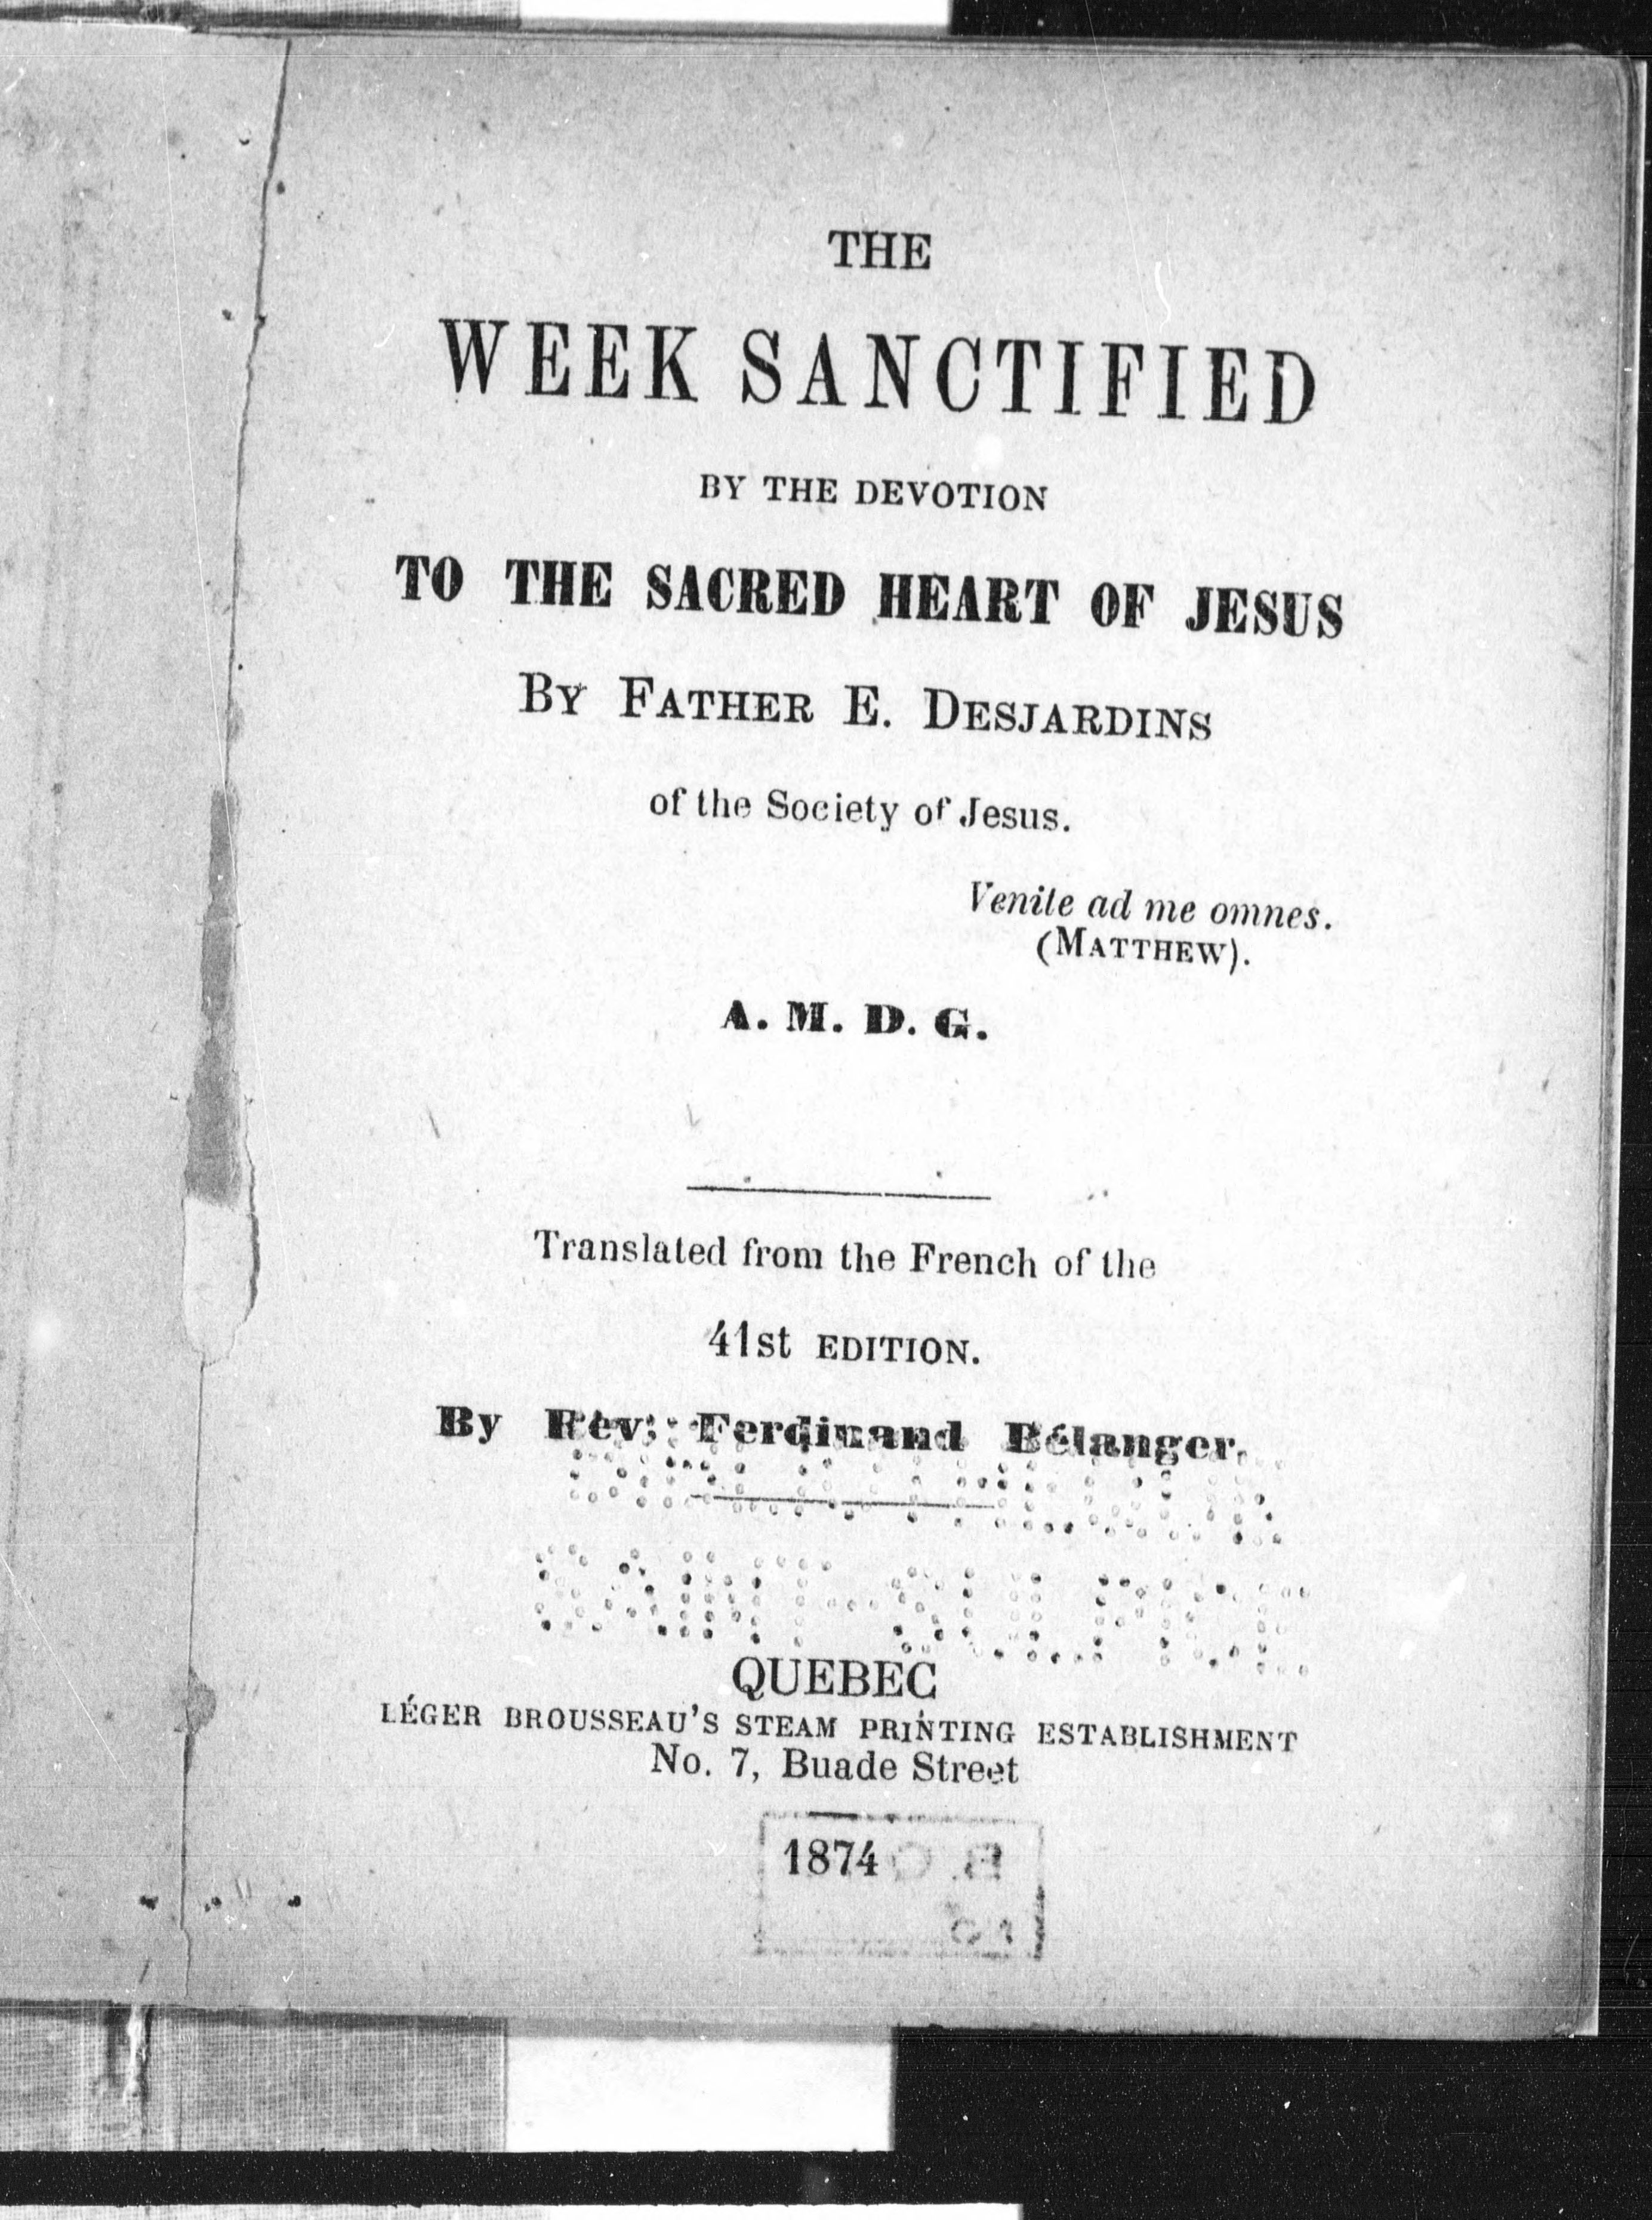 THE
WEEK SANCTIFIED
BY THE DEVOTION
TO THE SACRED HEART OF JESUS
BY FATHER E. DESJARDINS
of the Society of Jesus.
Venite ad me omnes.
(MATTHEW).
A. M. D. G.
Translated from the French of the
41st EDITION.
By Rév. Ferdinand Bélanger.
QUEBEC
LÉGER BROUSSEAU'S STEAM PRINTING ESTABLISHMENT
No. 7, Buade Street
1874